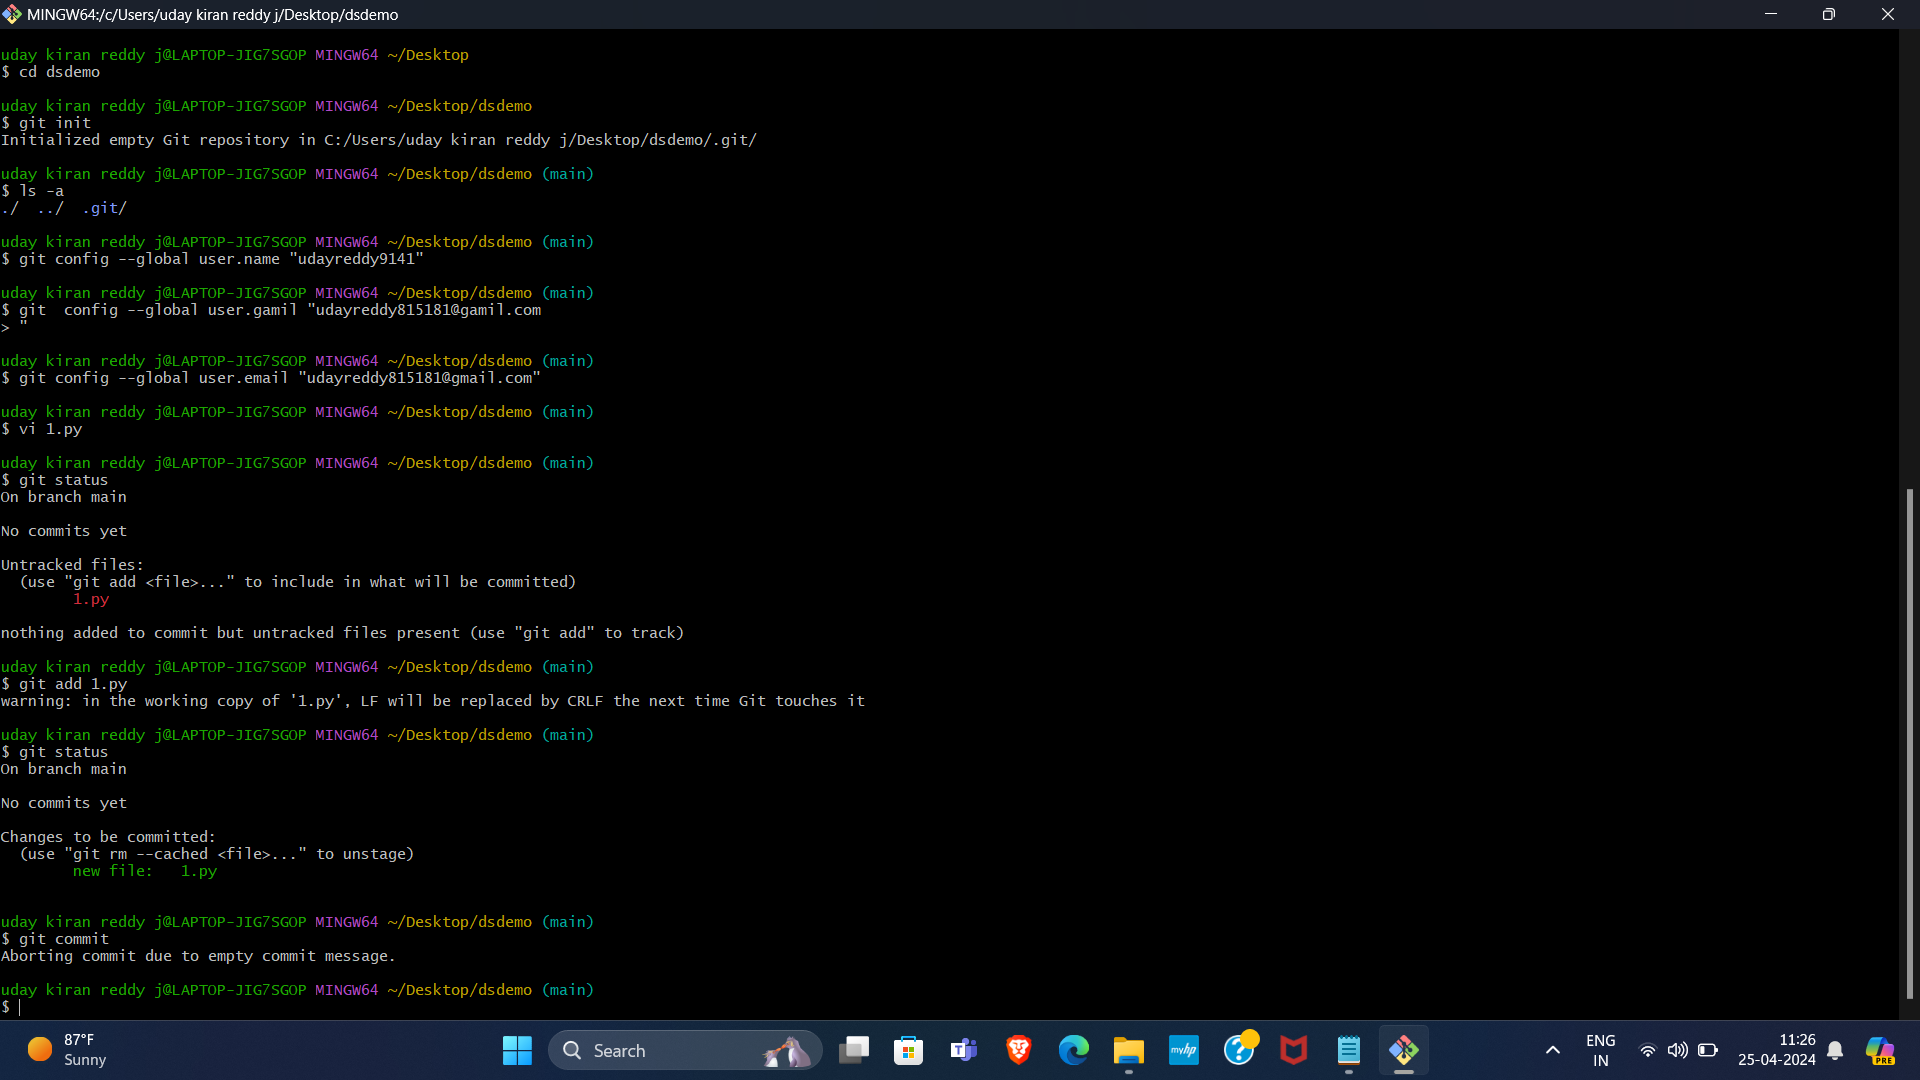 MINGW64:/c/Users/uday kiran reddy j/Desktop/dsdemo
uday kiran reddy j@LAPTOP-JIG7SGOP MINGW64 ~/Desktop
$ cd dsdemo
uday kiran reddy j@LAPTOP-JIG7SGOP MINGW64 ~/Desktop/dsdemo
$ git init
Initialized empty Git repository in C:/Users/uday kiran reddy j/Desktop/dsdemo/.git/
uday kiran reddy j@LAPTOP-JIG7SGOP MINGW64 ~/Desktop/dsdemo (main)
$ ls -a
./  ../  .git/
uday kiran reddy j@LAPTOP-JIG7SGOP MINGW64 ~/Desktop/dsdemo (main)
$ git config --global user.name "udayreddy9141"
uday kiran reddy j@LAPTOP-JIG7SGOP MINGW64 ~/Desktop/dsdemo (main)
$ git  config --global user.gamil "udayreddy815181@gamil.com
> "
uday kiran reddy j@LAPTOP-JIG7SGOP MINGW64 ~/Desktop/dsdemo (main)
$ git config --global user.email "udayreddy815181@gmail.com"
uday kiran reddy j@LAPTOP-JIG7SGOP MINGW64 ~/Desktop/dsdemo (main)
$ vi 1.py
uday kiran reddy j@LAPTOP-JIG7SGOP MINGW64 ~/Desktop/dsdemo (main)
$ git status
On branch main
No commits yet
Untracked files:
  (use "git add <file>..." to include in what will be committed)
        1.py
nothing added to commit but untracked files present (use "git add" to track)
uday kiran reddy j@LAPTOP-JIG7SGOP MINGW64 ~/Desktop/dsdemo (main)
$ git add 1.py
warning: in the working copy of '1.py', LF will be replaced by CRLF the next time Git touches it
uday kiran reddy j@LAPTOP-JIG7SGOP MINGW64 ~/Desktop/dsdemo (main)
$ git status
On branch main
No commits yet
Changes to be committed:
  (use "git rm --cached <file>..." to unstage)
        new file:   1.py
uday kiran reddy j@LAPTOP-JIG7SGOP MINGW64 ~/Desktop/dsdemo (main)
$ git commit
Aborting commit due to empty commit message.
uday kiran reddy j@LAPTOP-JIG7SGOP MINGW64 ~/Desktop/dsdemo (main)
$
87°F
Sunny
Search
T
myhp
?
ENG
IN
11:26
25-04-2024
PRE